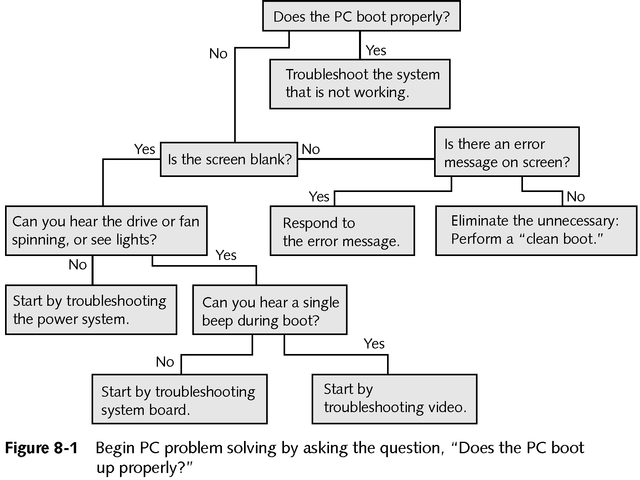 Does the PC boot properly?
No
Yes
Troubleshoot the system
that is not working.
Yes
Is the screen blank?
No
Is there an error
message on screen?
Yes
No
Can you hear the drive or fan
spinning, or see lights?
Respond to
the error message.
Eliminate the unnecessary:
Perform a “clean boot.”
No
Yes
Start by troubleshooting
the power system.
Can you hear a single
beep during boot?
No
Yes
Start by troubleshooting
system board.
Start by
troubleshooting video.
Figure 8-1 Begin PC problem solving by asking the question, “Does the PC boot
up properly?”